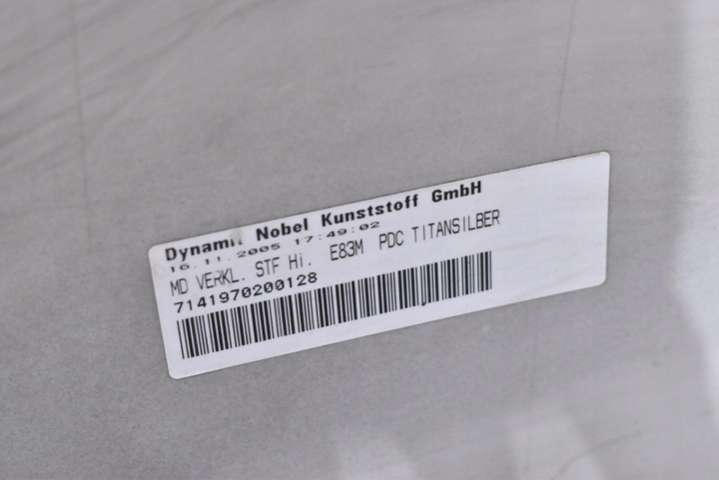 Dynamit Nobel Kunststoff GmbH
16.11.2005 17:49:02
MD VERKL. STF Hi. E83M PDC TITANSILBER
7141970200128